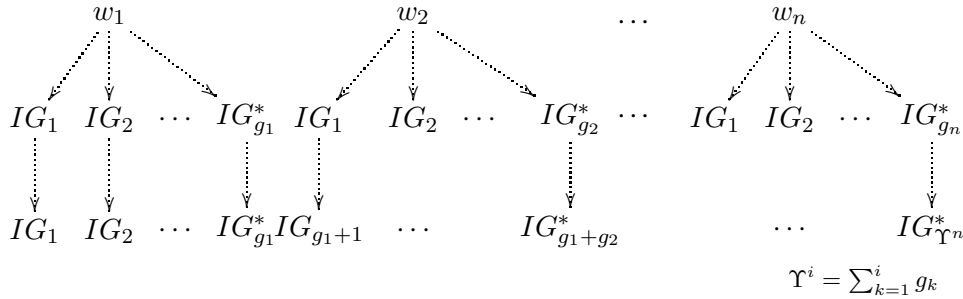 w_1 w_2 ⋯ w_n
IG_1 IG_2 ⋯ IG^*_{g_1} IG_1 IG_2 ⋯ IG^*_{g_2} ⋯ IG_1 IG_2 ⋯ IG^*_{g_n}
IG_1 IG_2 ⋯ IG^*_{g_1} IG_{g_1+1} ⋯ IG^*_{g_1+g_2} ⋯ IG^*_{Υ^n}
Υ^i = ∑_{k=1}^{i} g_k